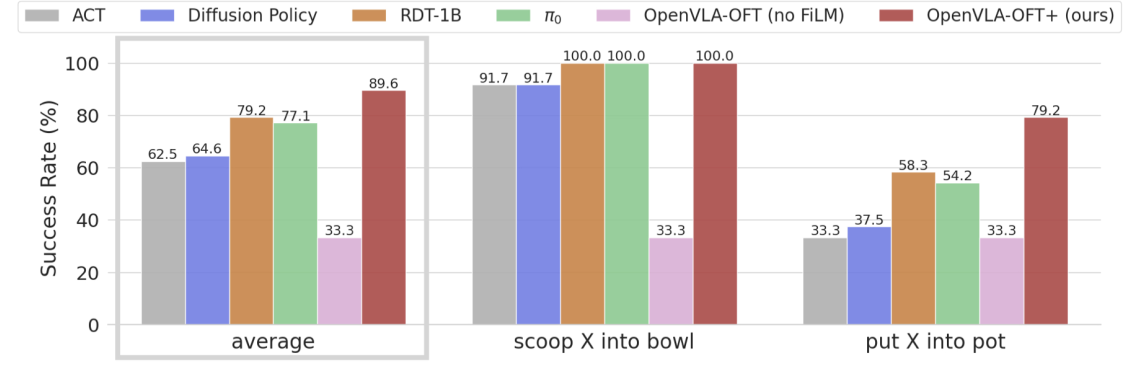 ACT Diffusion Policy RDT-1B π0 OpenVLA-OFT (no FiLM) OpenVLA-OFT+ (ours)
Success Rate (%)
100
80
60
40
20
0
62.5 64.6 79.2 77.1 33.3 89.6
91.7 91.7 100.0 100.0 33.3 100.0
33.3 37.5 58.3 54.2 33.3 79.2
average scoop X into bowl put X into pot